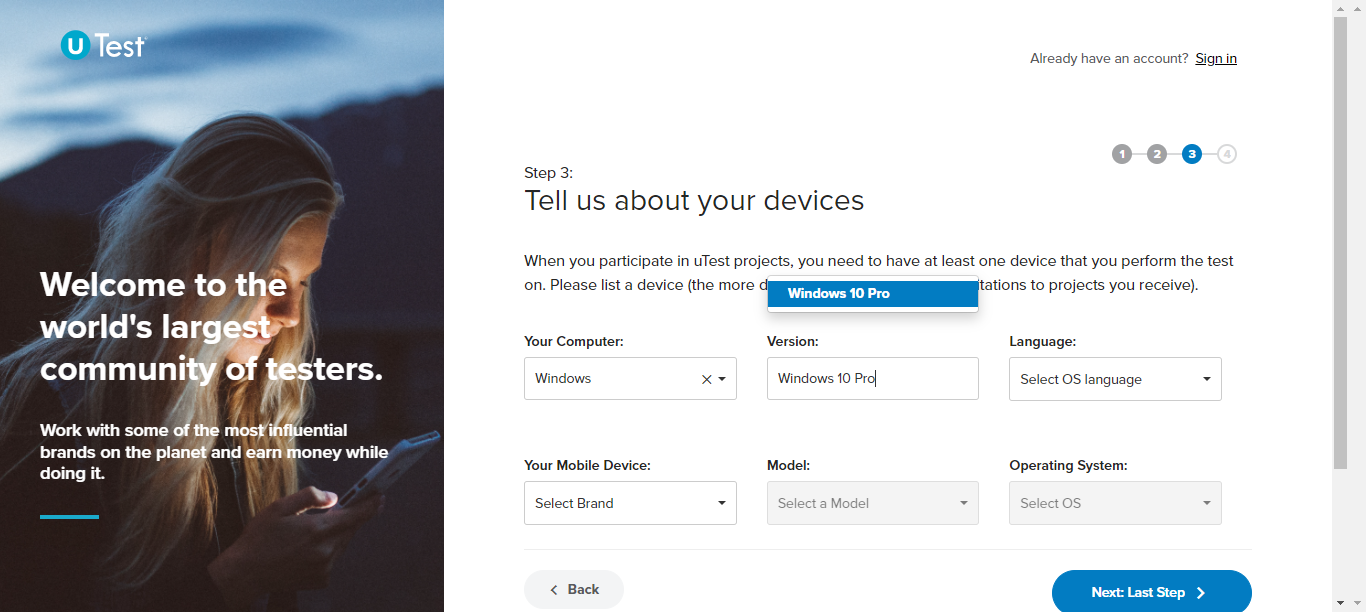 U Test
Already have an account? Sign in
1 2 3 4
Step 3:
Tell us about your devices
When you participate in uTest projects, you need to have at least one device that you perform the test
on. Please list a device (the more d
tations to projects you receive).
Windows 10 Pro
Your Computer:
Version:
Language:
Windows
Windows 10 Pro
Select OS language
Your Mobile Device:
Model:
Operating System:
Select Brand
Select a Model
Select OS
Back
Next: Last Step
Welcome to the
world's largest
community of testers.
Work with some of the most influential
brands on the planet and earn money while
doing it.